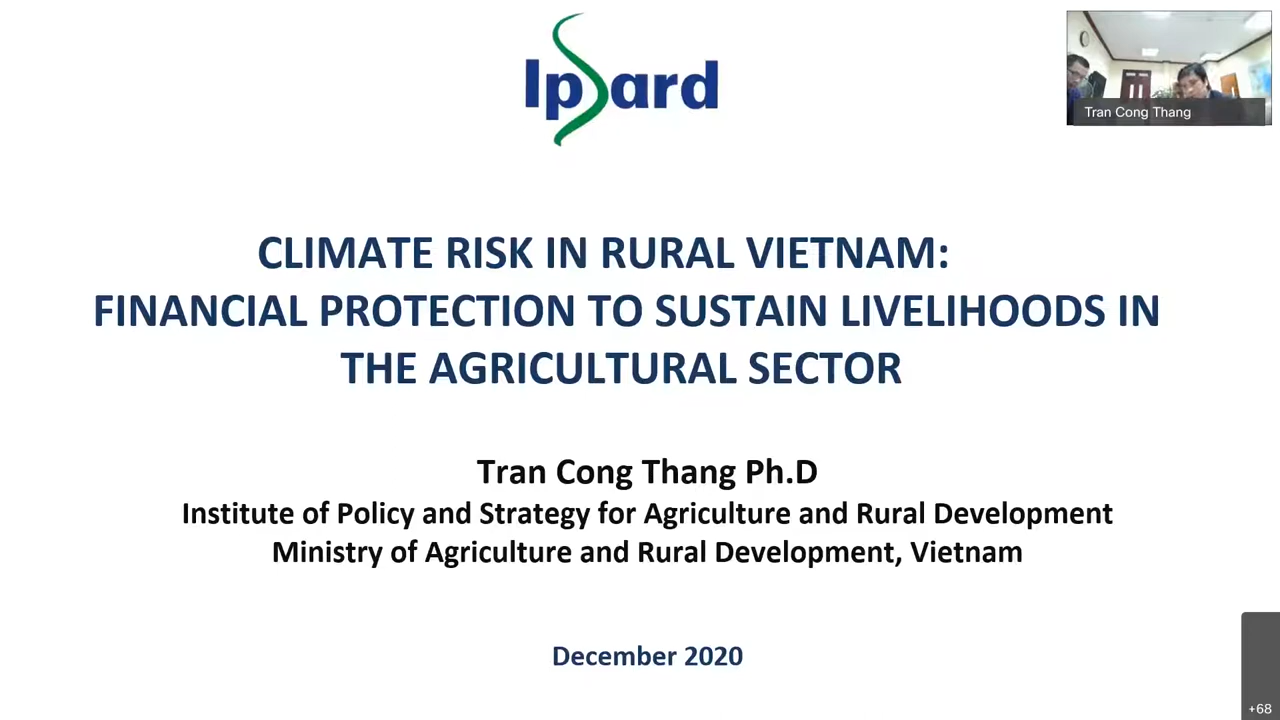 Ipsard
Tran Cong Thang
CLIMATE RISK IN RURAL VIETNAM:
FINANCIAL PROTECTION TO SUSTAIN LIVELIHOODS IN
THE AGRICULTURAL SECTOR
Tran Cong Thang Ph.D
Institute of Policy and Strategy for Agriculture and Rural Development
Ministry of Agriculture and Rural Development, Vietnam
December 2020
+68